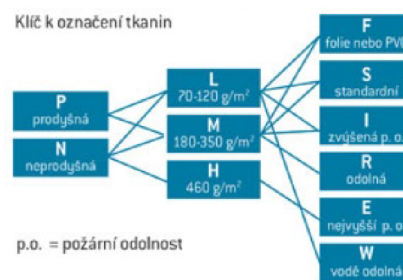 Klíč k označení tkanin
P
prodyšná
N
neprodyšná
L
70-120 g/m²
M
180-350 g/m²
H
460 g/m²
F
folie nebo PVC
S
standardní
I
zvýšená p. o.
R
odolná
E
nejvyšší p. o.
W
vodě odolná
p.o. = požární odolnost